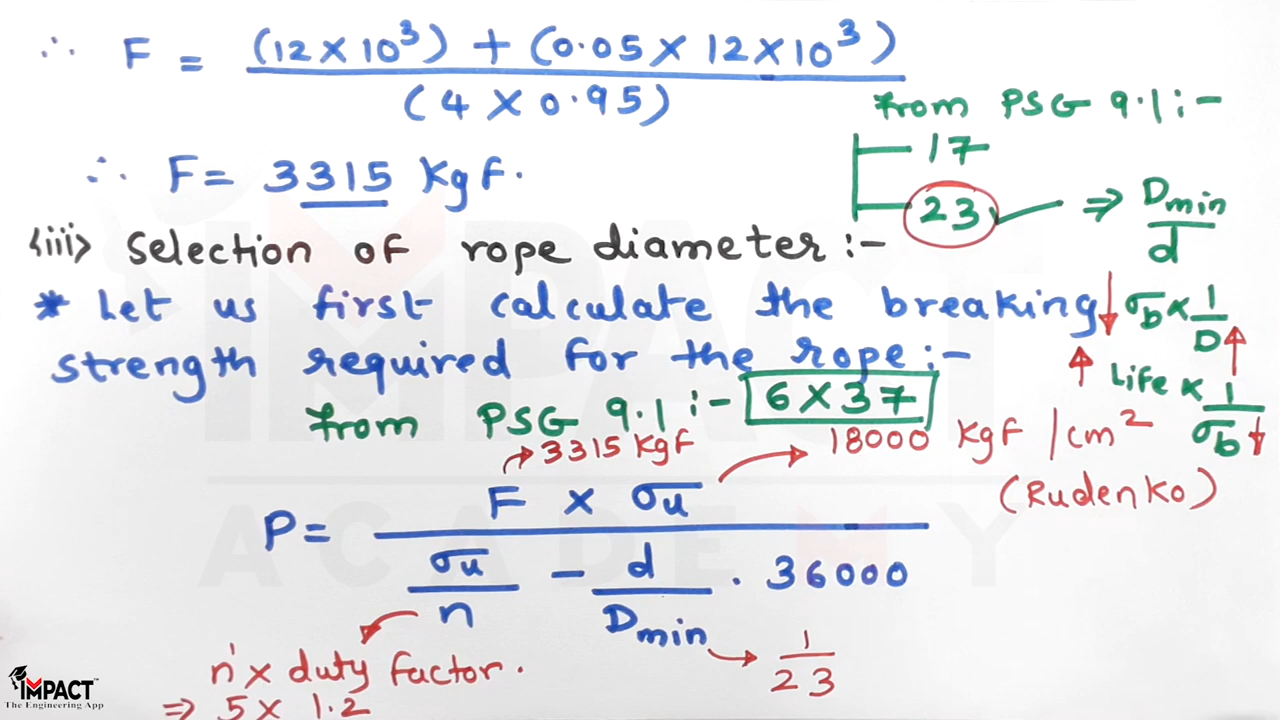 ∴ F = (12 × 10³) + (0.05 × 12 × 10³) / (4 × 0.95)
from PSG 9.1 :-
17
23 ⇒ Dmin / d
∴ F = 3315 Kgf.
(iii) Selection of rope diameter :-
* Let us first calculate the breaking
strength required for the rope :-
↓ σb ∝ 1/D ↑
↑ Life ∝ 1/σb ↓
from PSG 9.1 :- 6 × 37
→ 3315 Kgf
→ 18000 Kgf / cm²
(Rudenko)
P = F × σu / σu/n - d/Dmin . 36000
n' × duty factor.
⇒ 5 × 1.2
→ 1/23
IMPACT
ACADEMY
IMPACT™
The Engineering App